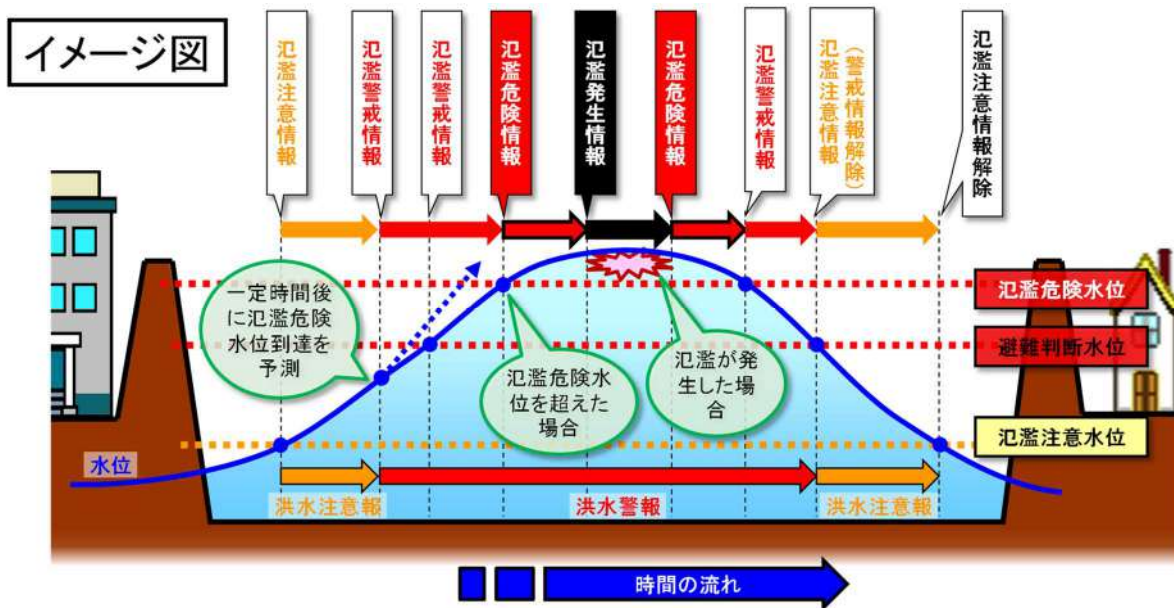 イメージ図
氾濫注意情報
氾濫警戒情報
氾濫警戒情報
氾濫危険情報
氾濫発生情報
氾濫危険情報
氾濫警戒情報
(警戒情報解除)
氾濫注意情報
氾濫注意情報解除
一定時間後
に氾濫危険
水位到達を
予測
氾濫危険水
位を超えた
場合
氾濫が発
生した場
合
氾濫危険水位
避難判断水位
氾濫注意水位
水位
洪水注意報
洪水警報
洪水注意報
時間の流れ